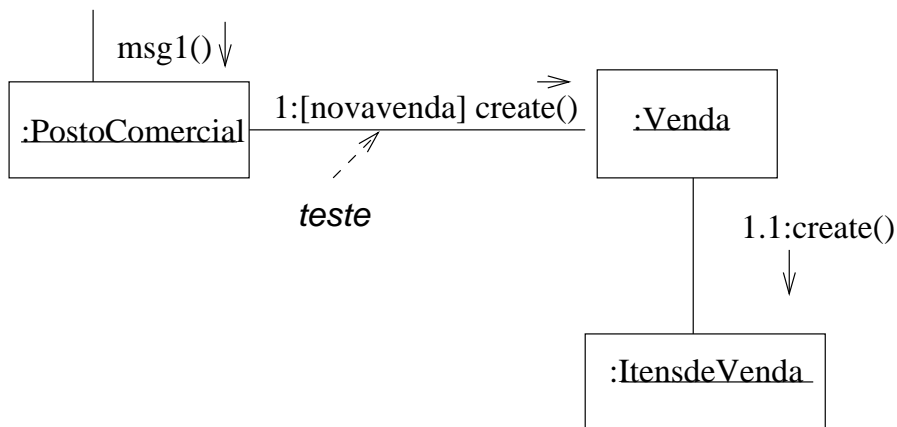 msg1()
:PostoComercial
1:[novavenda] create()
:Venda
teste
1.1:create()
:ItensdeVenda